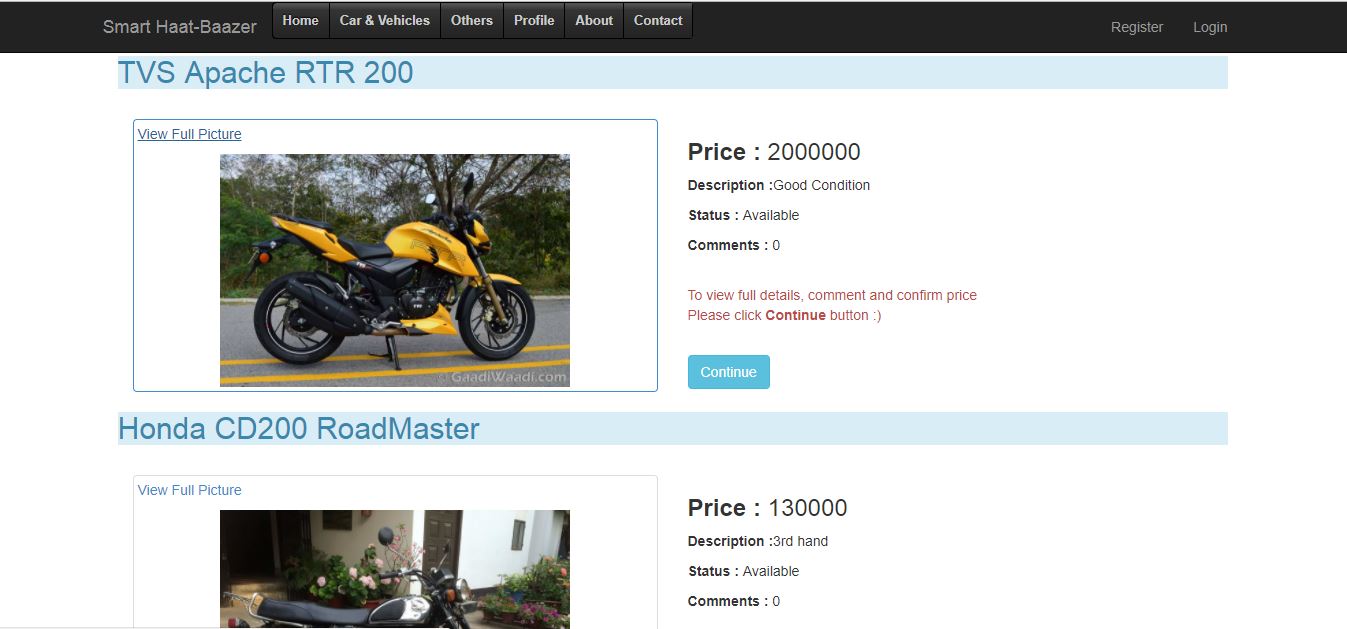 Smart Haat-Baazer Home Car & Vehicles Others Profile About Contact Register Login
TVS Apache RTR 200
View Full Picture
© GaadiWaadi.com
Price : 2000000
Description :Good Condition
Status : Available
Comments : 0
To view full details, comment and confirm price
Please click Continue button :)
Continue
Honda CD200 RoadMaster
View Full Picture
Price : 130000
Description :3rd hand
Status : Available
Comments : 0